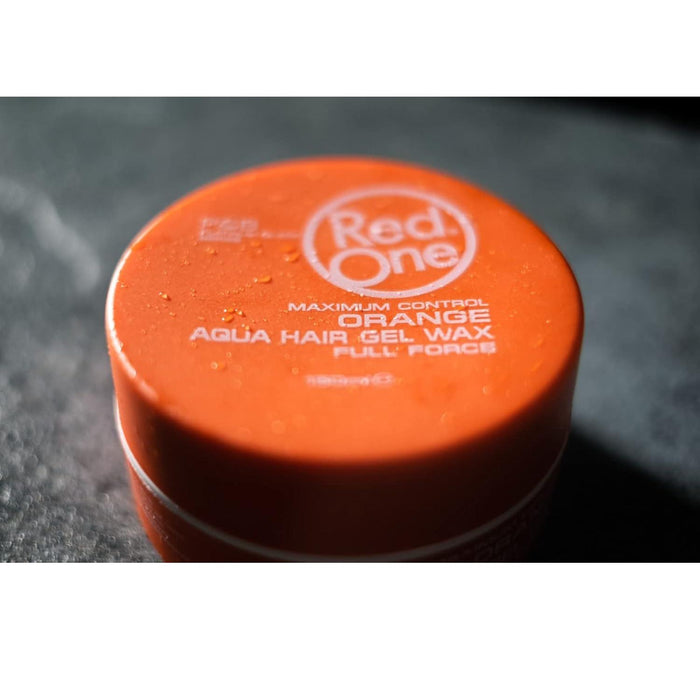 Red
One
MAXIMUM CONTROL
ORANGE
AQUA HAIR GEL WAX
FULL FORCE